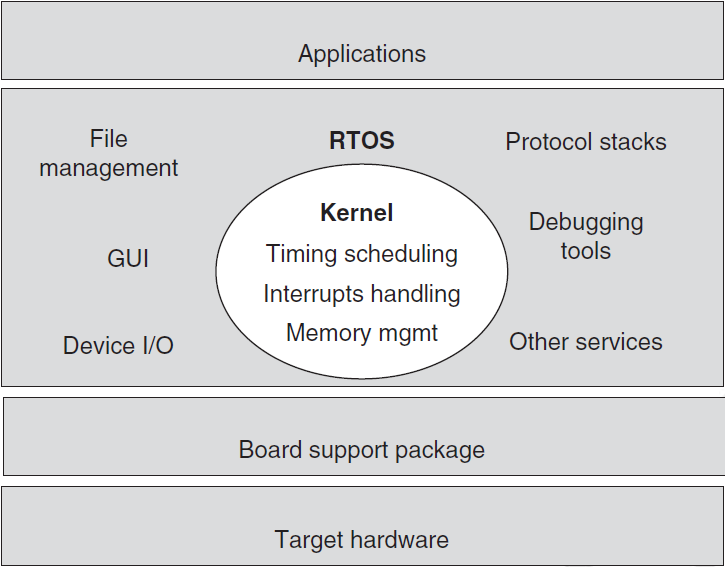 Applications
File
management
RTOS
Protocol stacks
Kernel
Timing scheduling
Interrupts handling
Memory mgmt
GUI
Debugging
tools
Device I/O
Other services
Board support package
Target hardware